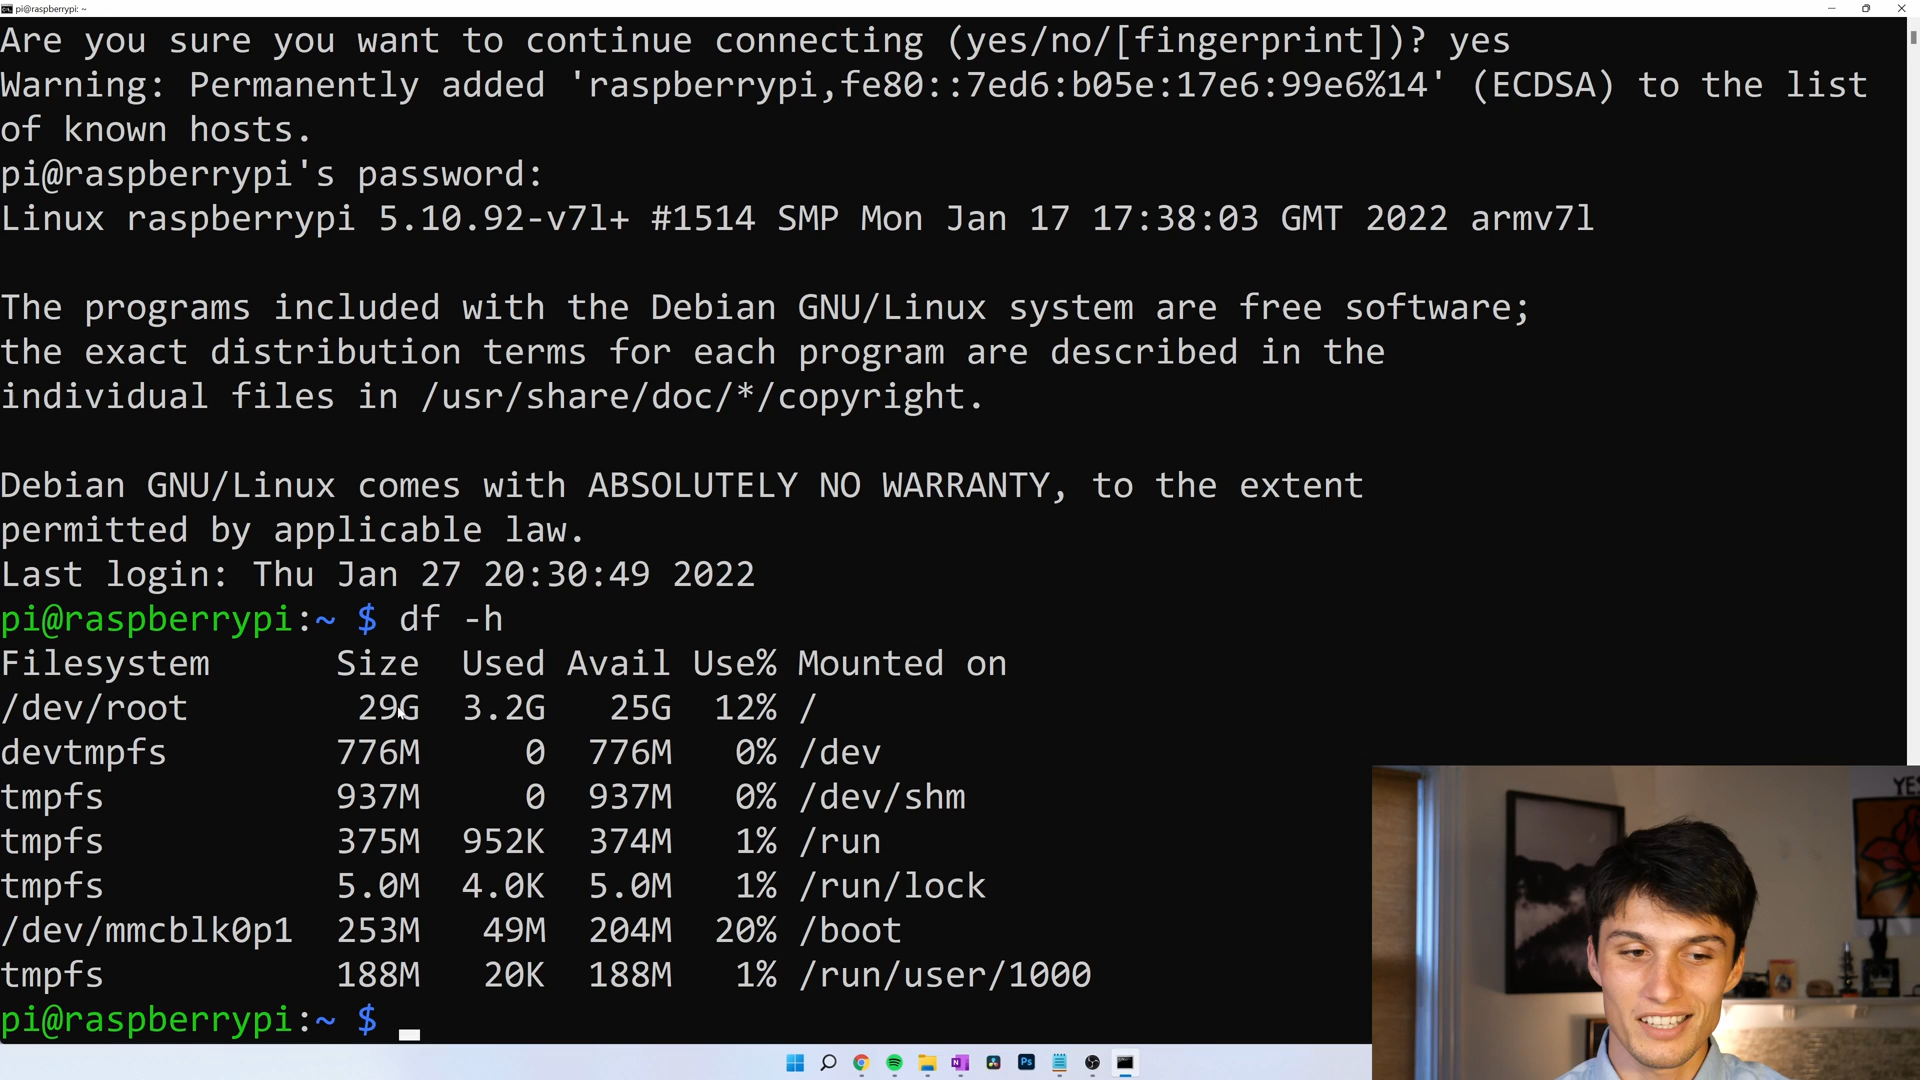 pi@raspberrypi: ~
Are you sure you want to continue connecting (yes/no/[fingerprint])? yes
Warning: Permanently added 'raspberrypi,fe80::7ed6:b05e:17e6:99e6%14' (ECDSA) to the list
of known hosts.
pi@raspberrypi's password:
Linux raspberrypi 5.10.92-v7l+ #1514 SMP Mon Jan 17 17:38:03 GMT 2022 armv7l
The programs included with the Debian GNU/Linux system are free software;
the exact distribution terms for each program are described in the
individual files in /usr/share/doc/*/copyright.
Debian GNU/Linux comes with ABSOLUTELY NO WARRANTY, to the extent
permitted by applicable law.
Last login: Thu Jan 27 20:30:49 2022
pi@raspberrypi:~ $ df -h
Filesystem Size Used Avail Use% Mounted on
/dev/root 29G 3.2G 25G 12% /
devtmpfs 776M 0 776M 0% /dev
tmpfs 937M 0 937M 0% /dev/shm
tmpfs 375M 952K 374M 1% /run
tmpfs 5.0M 4.0K 5.0M 1% /run/lock
/dev/mmcblk0p1 253M 49M 204M 20% /boot
tmpfs 188M 20K 188M 1% /run/user/1000
pi@raspberrypi:~ $
YES
N
Ps